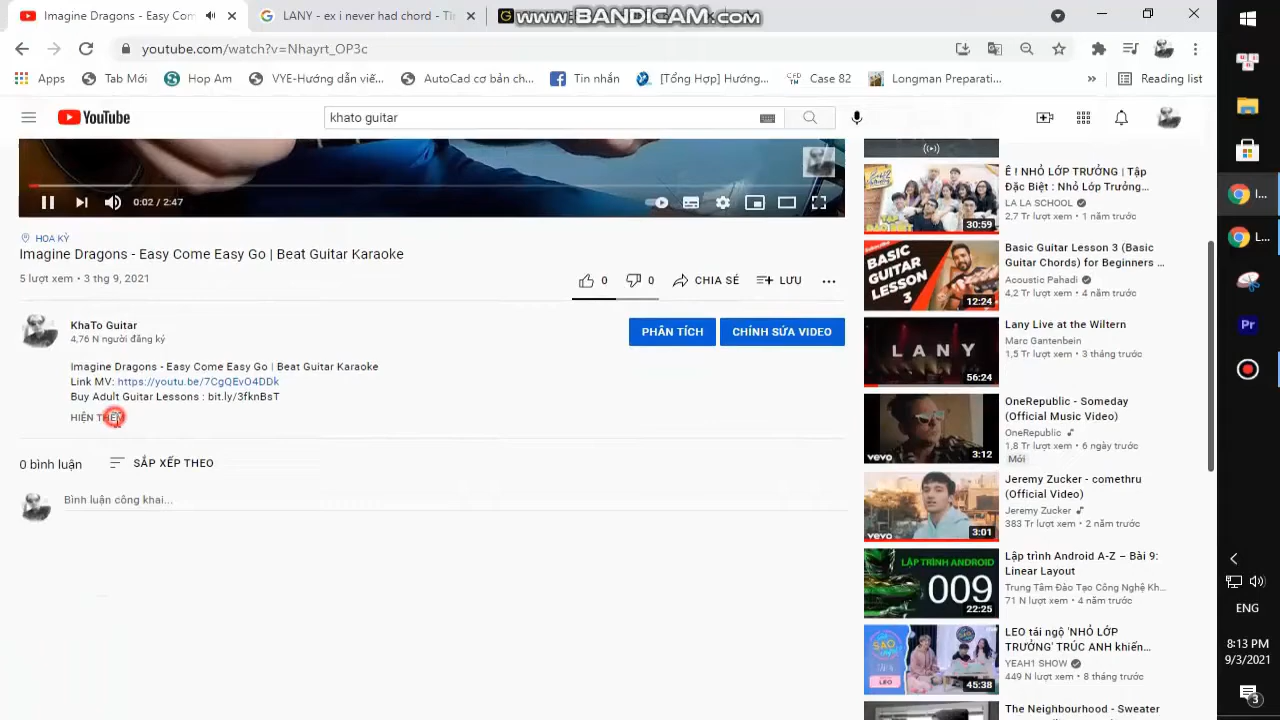 Imagine Dragons - Easy Com
LANY - ex i never had chord - Ti
www.BANDICAM.com
youtube.com/watch?v=Nhayrt_OP3c
Apps
Tab Mới
Hop Am
VYE-Hướng dẫn viế...
AutoCad cơ bản ch...
Tin nhắn
[Tổng Hợp] Hướng...
Case 82
Longman Preparati...
»
Reading list
YouTube
khato guitar
0:02 / 2:47
HOA KỲ
Imagine Dragons - Easy Come Easy Go | Beat Guitar Karaoke
5 lượt xem • 3 thg 9, 2021
0
0
CHIA SẺ
LƯU
KhaTo Guitar
4,76 N người đăng ký
PHÂN TÍCH
CHỈNH SỬA VIDEO
Imagine Dragons - Easy Come Easy Go | Beat Guitar Karaoke
Link MV: https://youtu.be/7CgQEvO4DDk
Buy Adult Guitar Lessons : bit.ly/3fknBsT
HIỆN THÊM
0 bình luận
SẮP XẾP THEO
Bình luận công khai...
Ê ! NHỎ LỚP TRƯỞNG | Tập
Đặc Biệt : Nhỏ Lớp Trưởng...
LA LA SCHOOL
2,7 Tr lượt xem • 1 năm trước
30:59
BASIC
GUITAR
LESSON
3
12:24
Basic Guitar Lesson 3 (Basic
Guitar Chords) for Beginners ...
Acoustic Pahadi
4,2 Tr lượt xem • 4 năm trước
LANY
56:24
Lany Live at the Wiltern
Marc Gantenbein
1,5 Tr lượt xem • 3 tháng trước
vevo
3:12
OneRepublic - Someday
(Official Music Video)
OneRepublic
1,8 Tr lượt xem • 6 ngày trước
Mới
vevo
3:01
Jeremy Zucker - comethru
(Official Video)
Jeremy Zucker
383 Tr lượt xem • 2 năm trước
LẬP TRÌNH ANDROID
009
22:25
Lập trình Android A-Z – Bài 9:
Linear Layout
Trung Tâm Đào Tạo Công Nghệ Kh...
71 N lượt xem • 4 năm trước
SAO
LEO
45:38
LEO tái ngộ 'NHỎ LỚP
TRƯỞNG' TRÚC ANH khiến...
YEAH1 SHOW
449 N lượt xem • 8 tháng trước
The Neighbourhood - Sweater
I...
L...
Pr
ENG
8:13 PM
9/3/2021
3